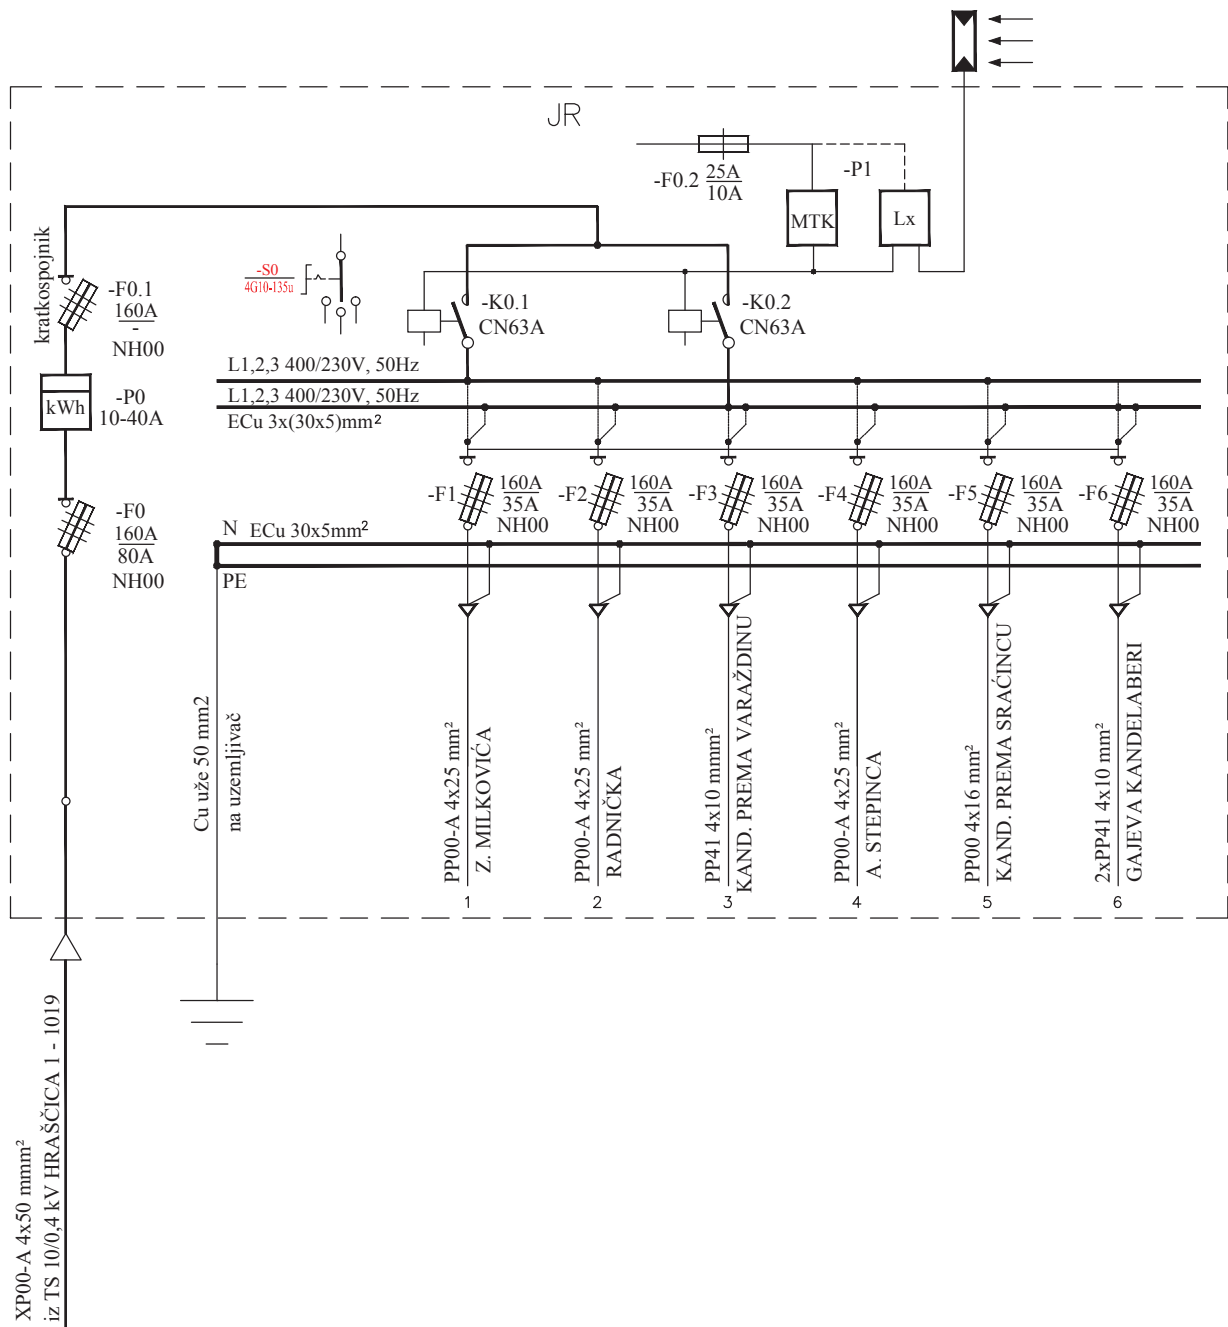 JR
-F0.2
25A
10A
-P1
MTK
Lx
kratkospojnik
-F0.1
160A
-
NH00
-S0
4G10-135u
-K0.1
CN63A
-K0.2
CN63A
L1,2,3 400/230V, 50Hz
L1,2,3 400/230V, 50Hz
ECu 3x(30x5)mm²
kWh
-P0
10-40A
-F0
160A
80A
NH00
-F1
160A
35A
NH00
-F2
160A
35A
NH00
-F3
160A
35A
NH00
-F4
160A
35A
NH00
-F5
160A
35A
NH00
-F6
160A
35A
NH00
N ECu 30x5mm²
PE
Cu uže 50 mm2
na uzemljivač
PP00-A 4x25 mm²
Z. MILKOVIĆA
PP00-A 4x25 mm²
RADNIČKA
PP41 4x10 mmm²
KAND. PREMA VARAŽDINU
PP00-A 4x25 mm²
A. STEPINCA
PP00 4x16 mm²
KAND. PREMA SRAĆINCU
2xPP41 4x10 mm²
GAJEVA KANDELABERI
1
2
3
4
5
6
XP00-A 4x50 mmm²
iz TS 10/0,4 kV HRAŠČICA 1 - 1019